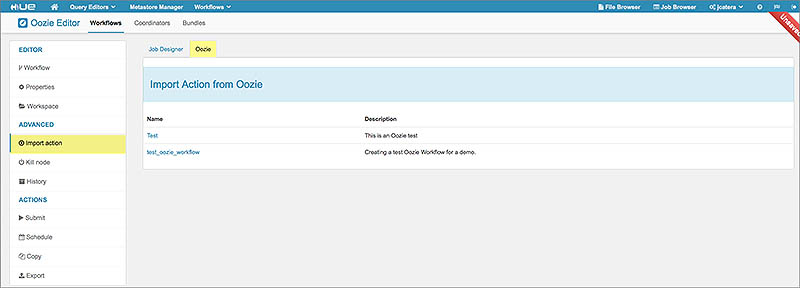 HUE Query Editors Metastore Manager Workflows File Browser Job Browser jcatera
Oozie Editor Workflows Coordinators Bundles
Unsaved
EDITOR
Workflow
Properties
Workspace
ADVANCED
Import action
Kill node
History
ACTIONS
Submit
Schedule
Copy
Export
Job Designer Oozie
Import Action from Oozie
Name Description
Test This is an Oozie test
test_oozie_workflow Creating a test Oozie Workflow for a demo.